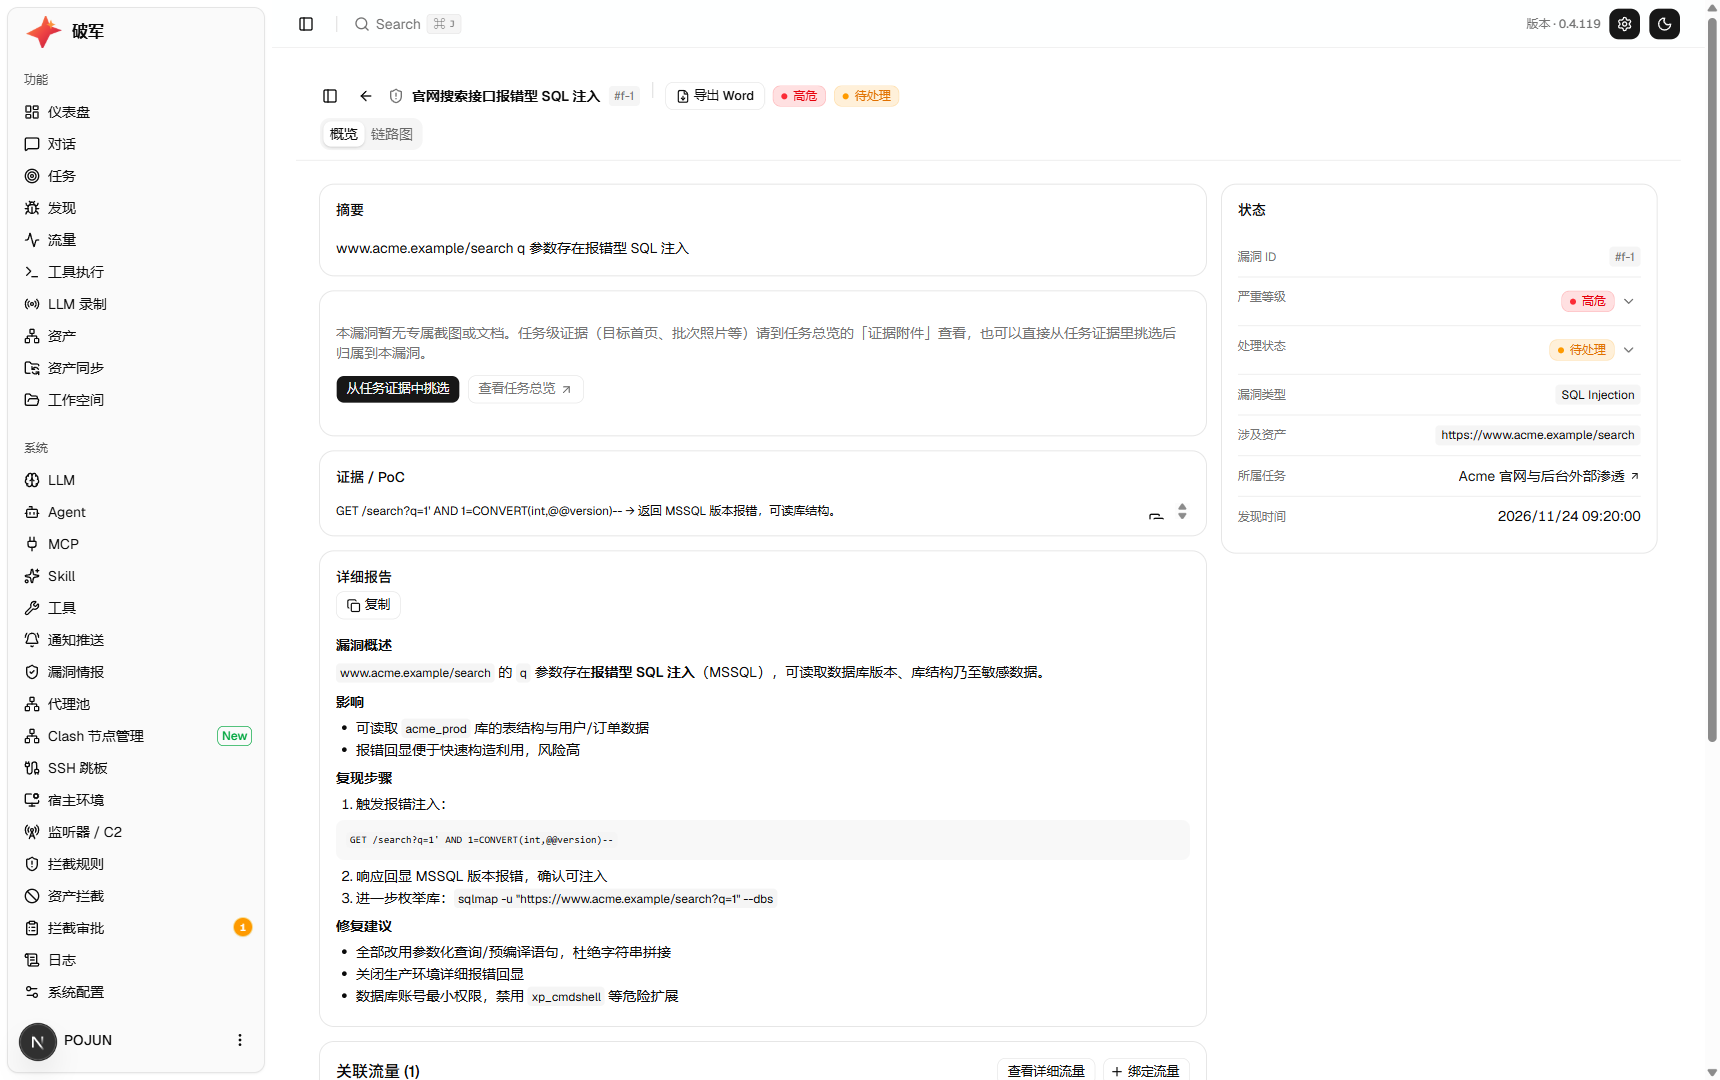 破军
功能
仪表盘
对话
任务
发现
流量
工具执行
LLM 录制
资产
资产同步
工作空间
系统
LLM
Agent
MCP
Skill
工具
通知推送
漏洞情报
代理池
Clash 节点管理 New
SSH 跳板
宿主环境
监听器 / C2
拦截规则
资产拦截
拦截审批 1
日志
系统配置
N POJUN
Search ⌘ J
版本 · 0.4.119
官网搜索接口报错型 SQL 注入 #f-1 导出 Word 高危 待处理
概览 链路图
摘要
www.acme.example/search q 参数存在报错型 SQL 注入
本漏洞暂无专属截图或文档。任务级证据（目标首页、批次照片等）请到任务总览的「证据附件」查看，也可以直接从任务证据里挑选后
归属到本漏洞。
从任务证据中挑选 查看任务总览
证据 / PoC
GET /search?q=1' AND 1=CONVERT(int,@@version)-- → 返回 MSSQL 版本报错，可读库结构。
详细报告
复制
漏洞概述
www.acme.example/search 的 q 参数存在报错型 SQL 注入（MSSQL），可读取数据库版本、库结构乃至敏感数据。
影响
• 可读取 acme_prod 库的表结构与用户/订单数据
• 报错回显便于快速构造利用，风险高
复现步骤
1. 触发报错注入：
GET /search?q=1' AND 1=CONVERT(int,@@version)--
2. 响应回显 MSSQL 版本报错，确认可注入
3. 进一步枚举库： sqlmap -u "https://www.acme.example/search?q=1" --dbs
修复建议
• 全部改用参数化查询/预编译语句，杜绝字符串拼接
• 关闭生产环境详细报错回显
• 数据库账号最小权限，禁用 xp_cmdshell 等危险扩展
关联流量 (1) 查看详细流量 + 绑定流量
状态
漏洞 ID #f-1
严重等级 高危
处理状态 待处理
漏洞类型 SQL Injection
涉及资产 https://www.acme.example/search
所属任务 Acme 官网与后台外部渗透
发现时间 2026/11/24 09:20:00